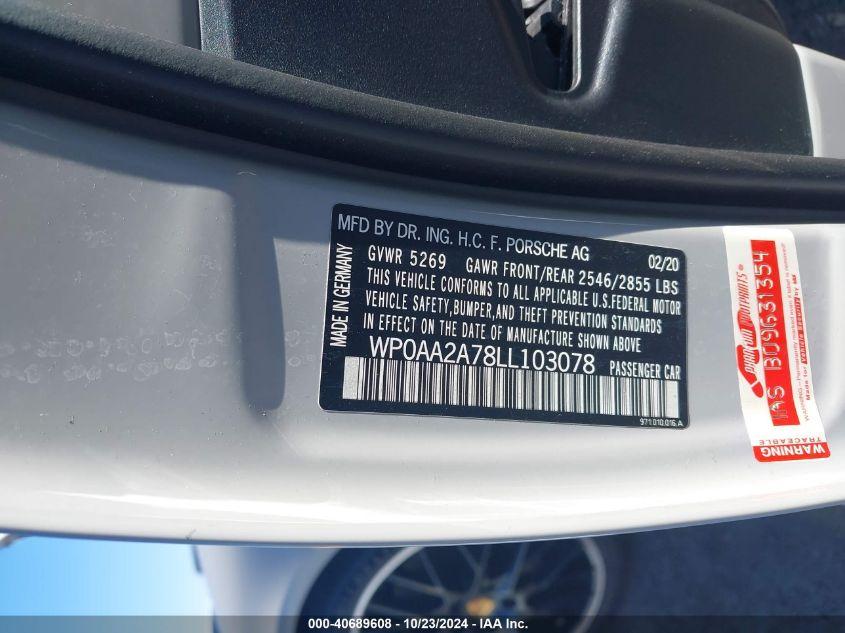 MFD BY DR. ING. H.C. F. PORSCHE AG 02/20
GVWR 5269 GAWR FRONT/REAR 2546/2855 LBS
THIS VEHICLE CONFORMS TO ALL APPLICABLE U.S.FEDERAL MOTOR
VEHICLE SAFETY,BUMPER,AND THEFT PREVENTION STANDARDS
IN EFFECT ON THE DATE OF MANUFACTURE SHOWN ABOVE
WP0AA2A78LL103078 PASSENGER CAR
971.010.016.A
MADE IN GERMANY
PHANTOM FOOTPRINTS
IAS B09631354
WARNING
TRACEABLE
000-40689608 - 10/23/2024 - IAA Inc.